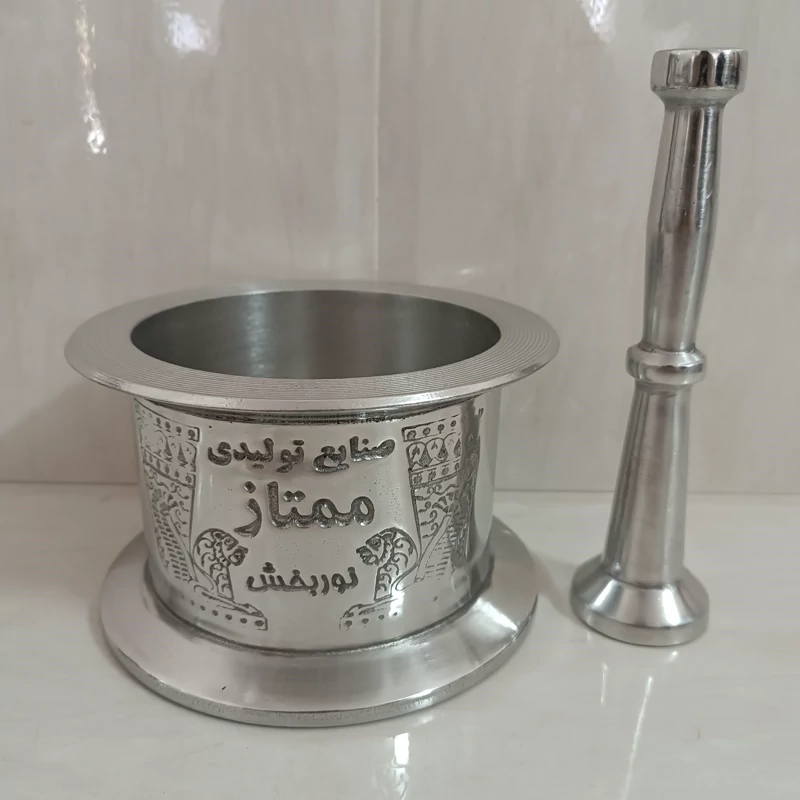 صنایع تولیدی
ممتاز
نوربخش